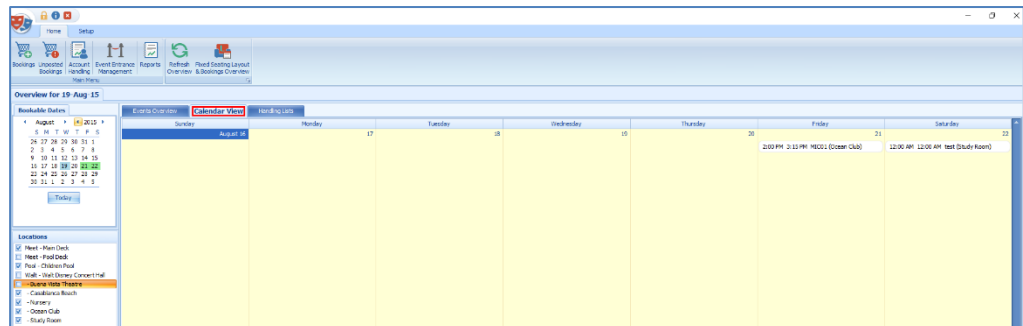 Home Setup
Bookings Unposted Bookings Account Handling Event Entrance Management Reports Refresh Overview Fixed Seating Layout & Bookings Overview
Main Menu
Overview for 19-Aug-15
Bookable Dates
Events Overview Calendar View Handling Lists
August 2015
Sunday Monday Tuesday Wednesday Thursday Friday Saturday
S M T W T F S
August 16 17 18 19 20 21 22
26 27 28 29 30 31 1
2 3 4 5 6 7 8
2:00 PM 3:15 PM MIC01 (Ocean Club) 12:00 AM 12:00 AM test (Study Room)
9 10 11 12 13 14 15
16 17 18 19 20 21 22
23 24 25 26 27 28 29
30 31 1 2 3 4 5
Today
Locations
Meet - Main Deck
Meet - Pool Deck
Pool - Children Pool
Walt - Walt Disney Concert Hall
- Buena Vista Theatre
- Casablanca Beach
- Nursery
- Ocean Club
- Study Room